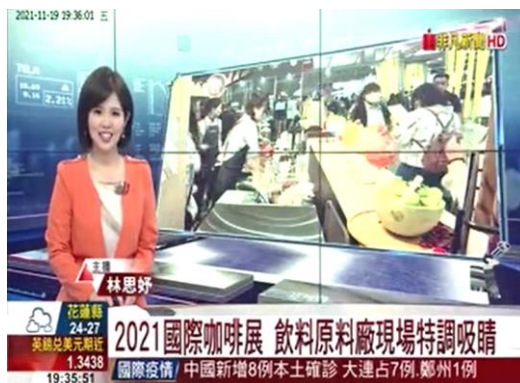 2021-11-19 19:36:01 五
非凡新聞HD
2.21%
主播
林思妤
花蓮縣
24-27
英鎊兌美元期近
1.3438
19:35:51
2021國際咖啡展 飲料原料廠現場特調吸睛
國際疫情
中國新增8例本土確診 大連占7例.鄭州1例